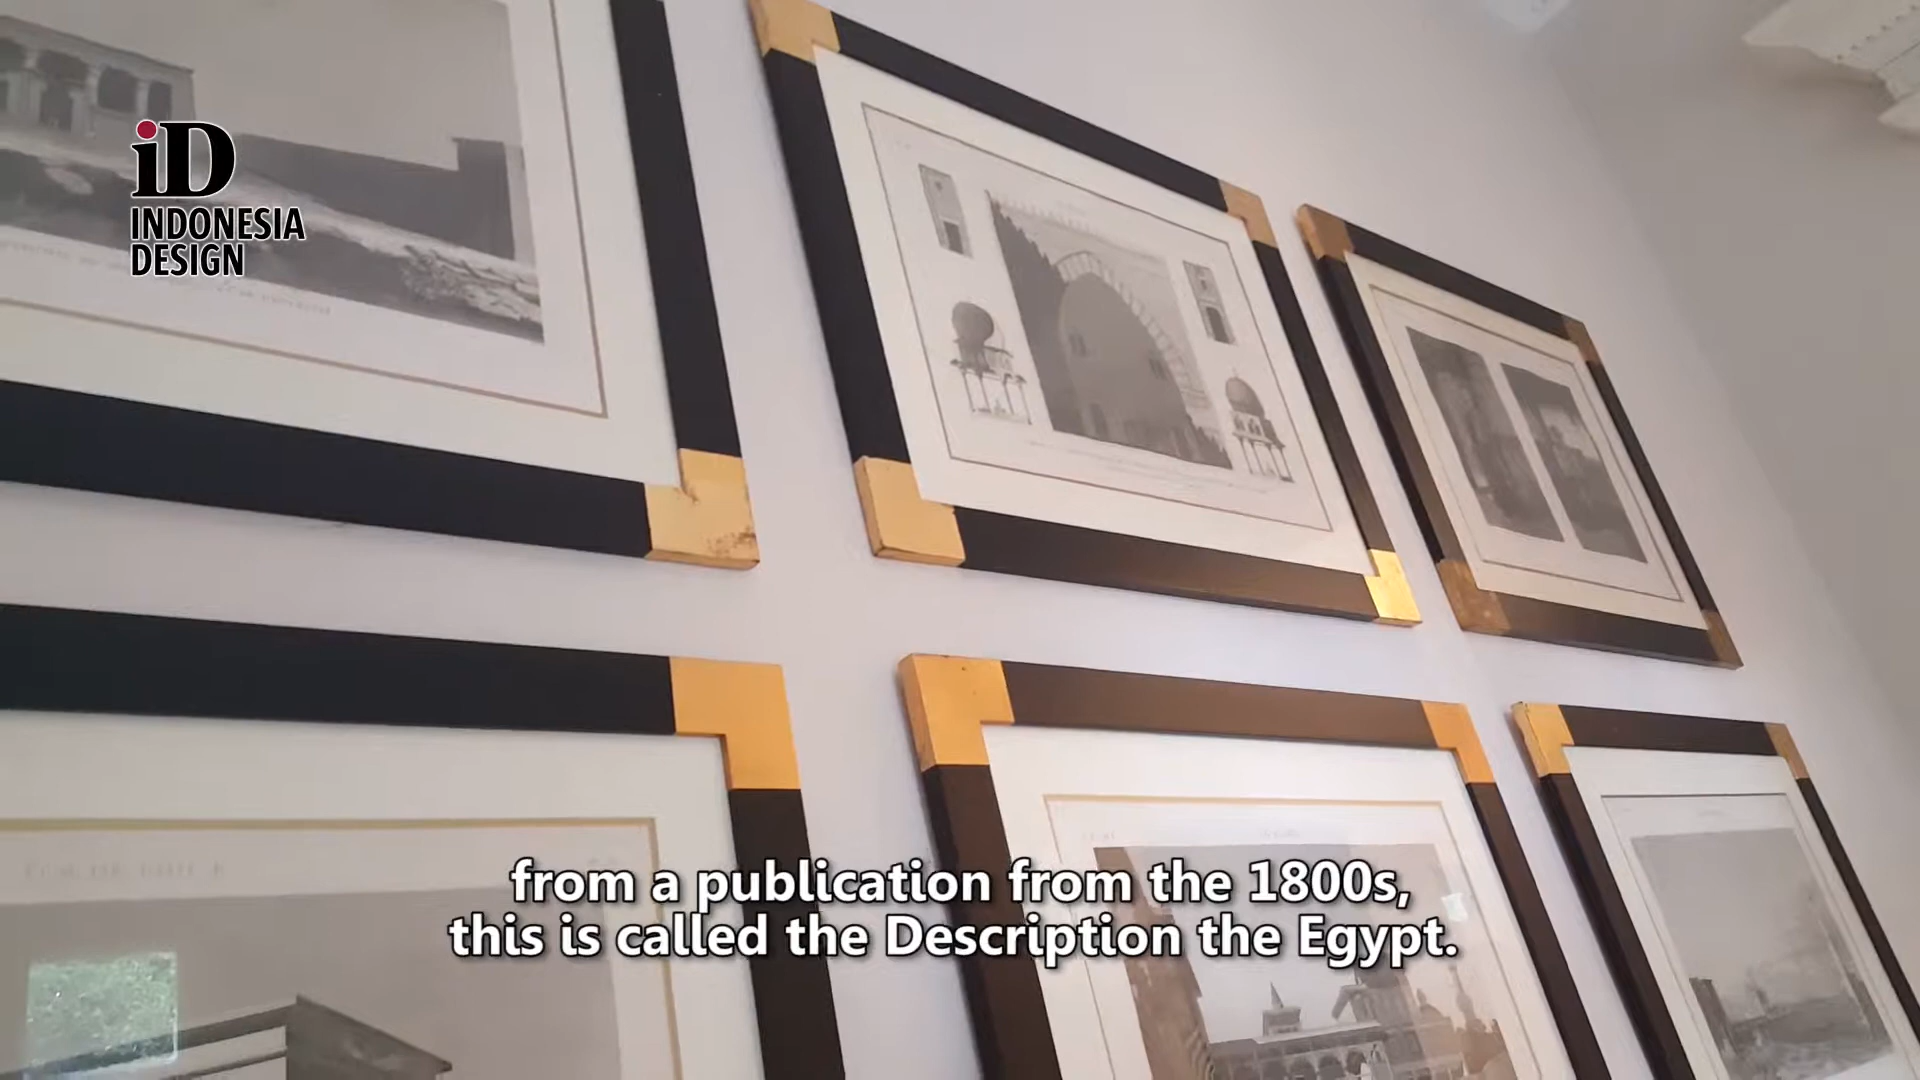 iD
INDONESIA
DESIGN
from a publication from the 1800s,
this is called the Description the Egypt.